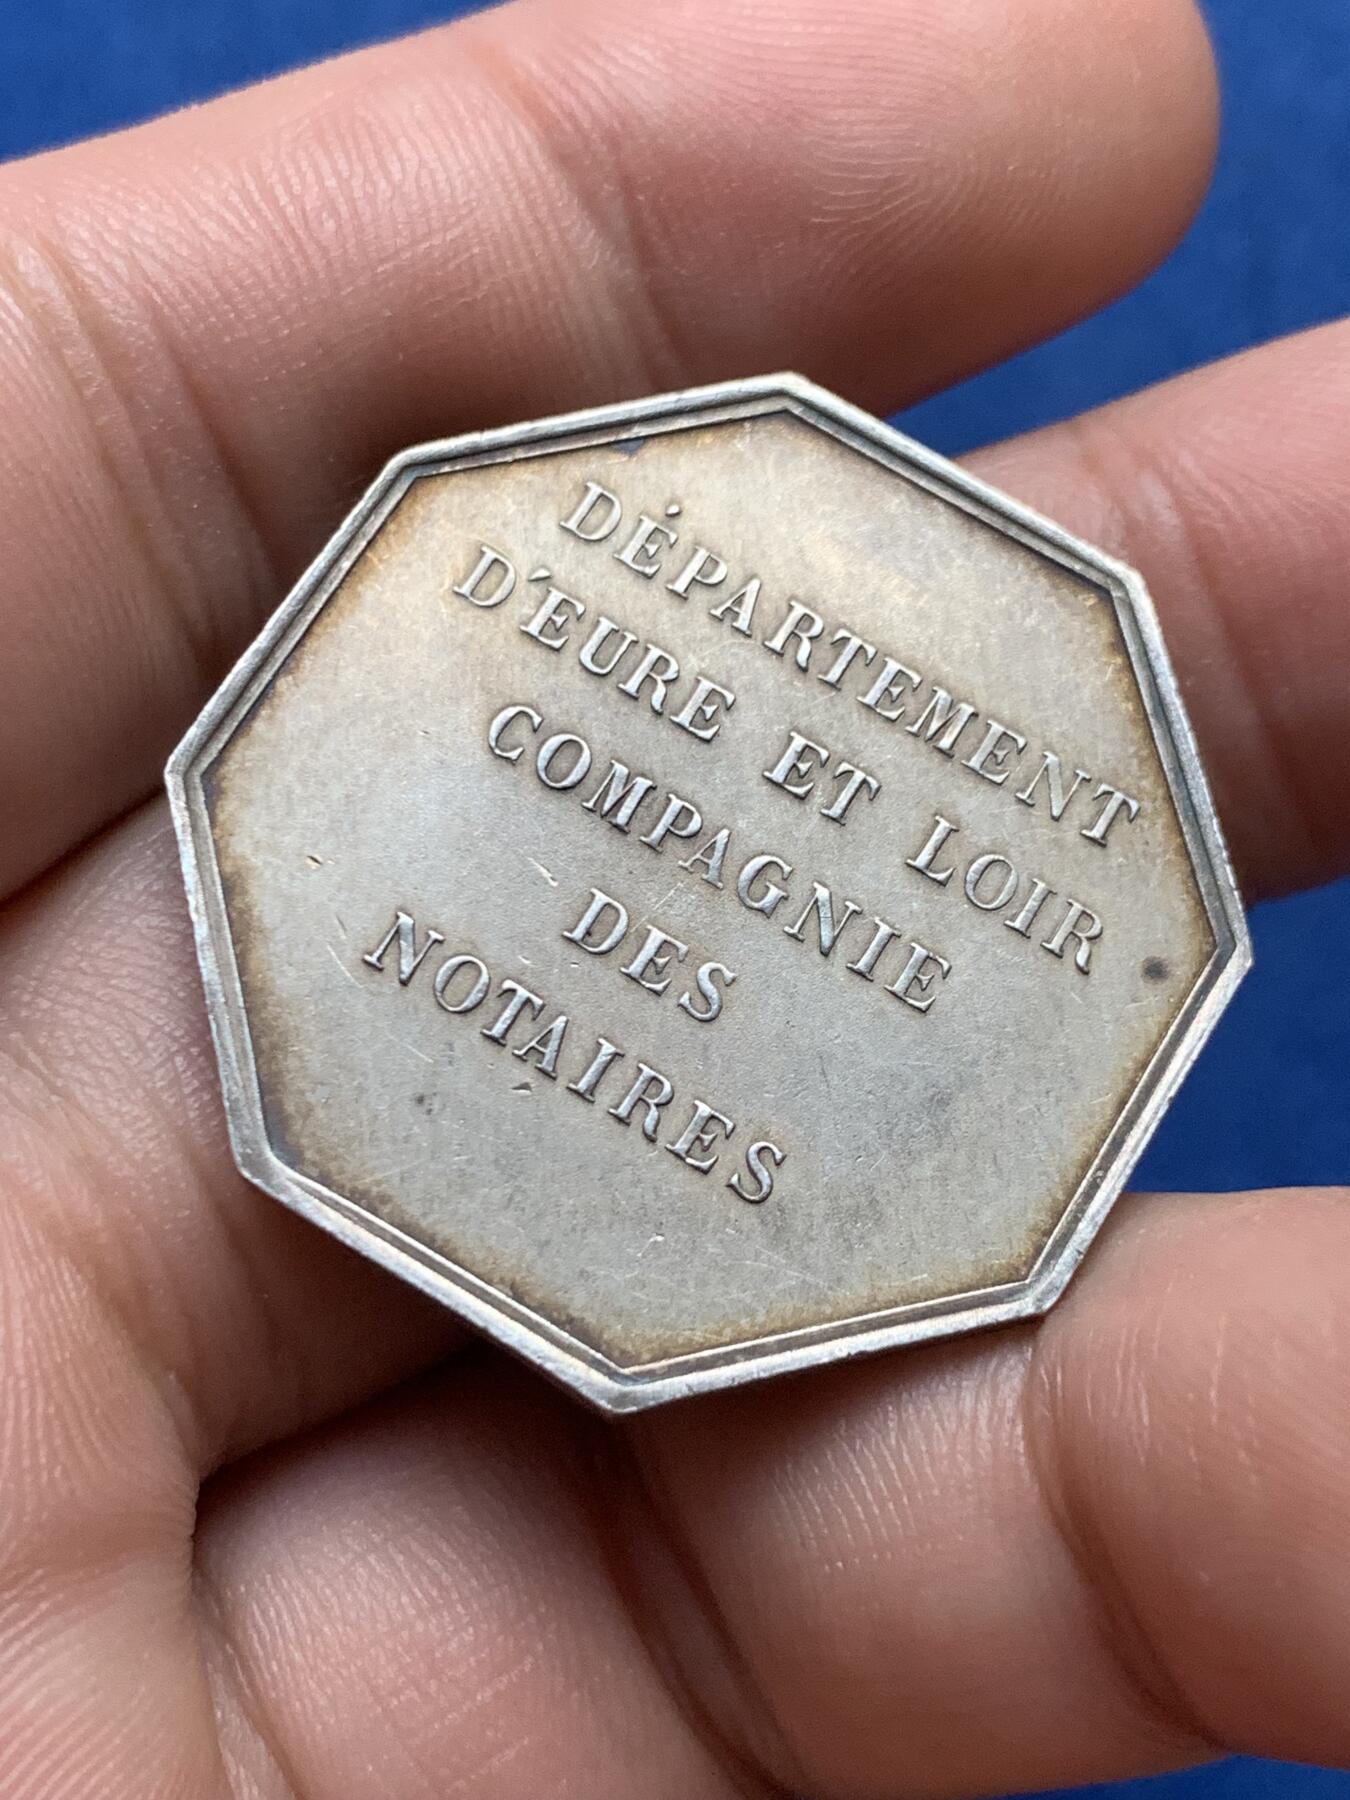 DÉPARTEMENT
D'EURE ET LOIR
COMPAGNIE
DES
NOTAIRES